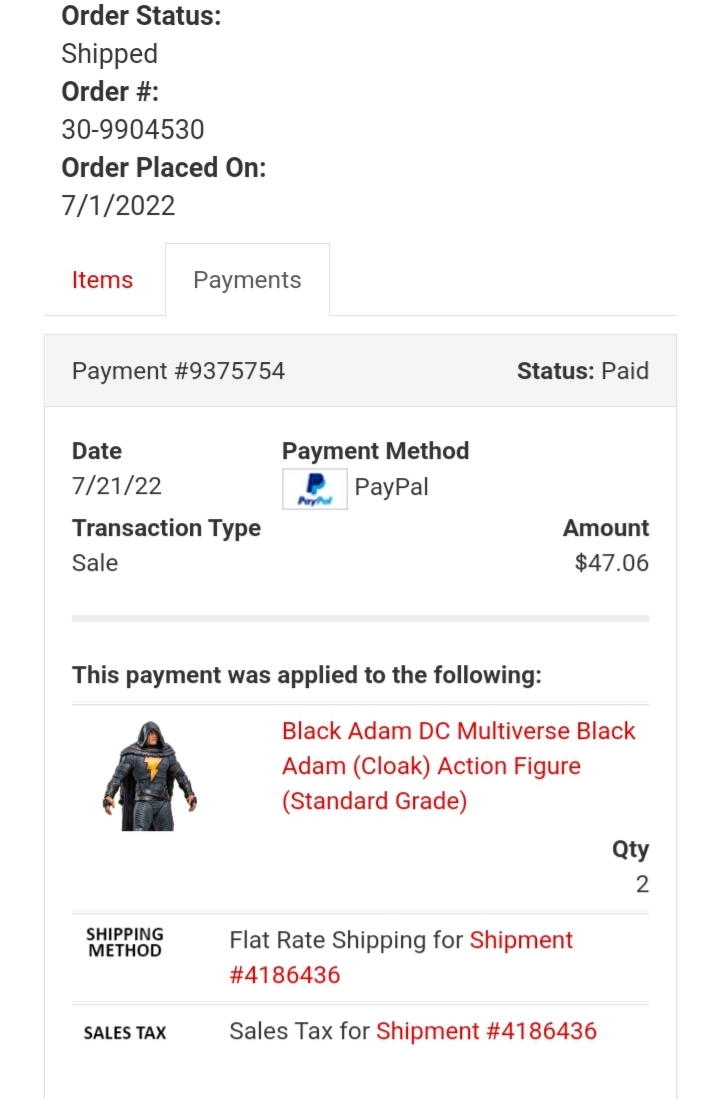 Order Status:
Shipped
Order #:
30-9904530
Order Placed On:
7/1/2022
Items Payments
Payment #9375754 Status: Paid
Date Payment Method
7/21/22 PayPal PayPal
Transaction Type Amount
Sale $47.06
This payment was applied to the following:
Black Adam DC Multiverse Black
Adam (Cloak) Action Figure
(Standard Grade)
Qty
2
SHIPPING
METHOD
Flat Rate Shipping for Shipment
#4186436
SALES TAX Sales Tax for Shipment #4186436